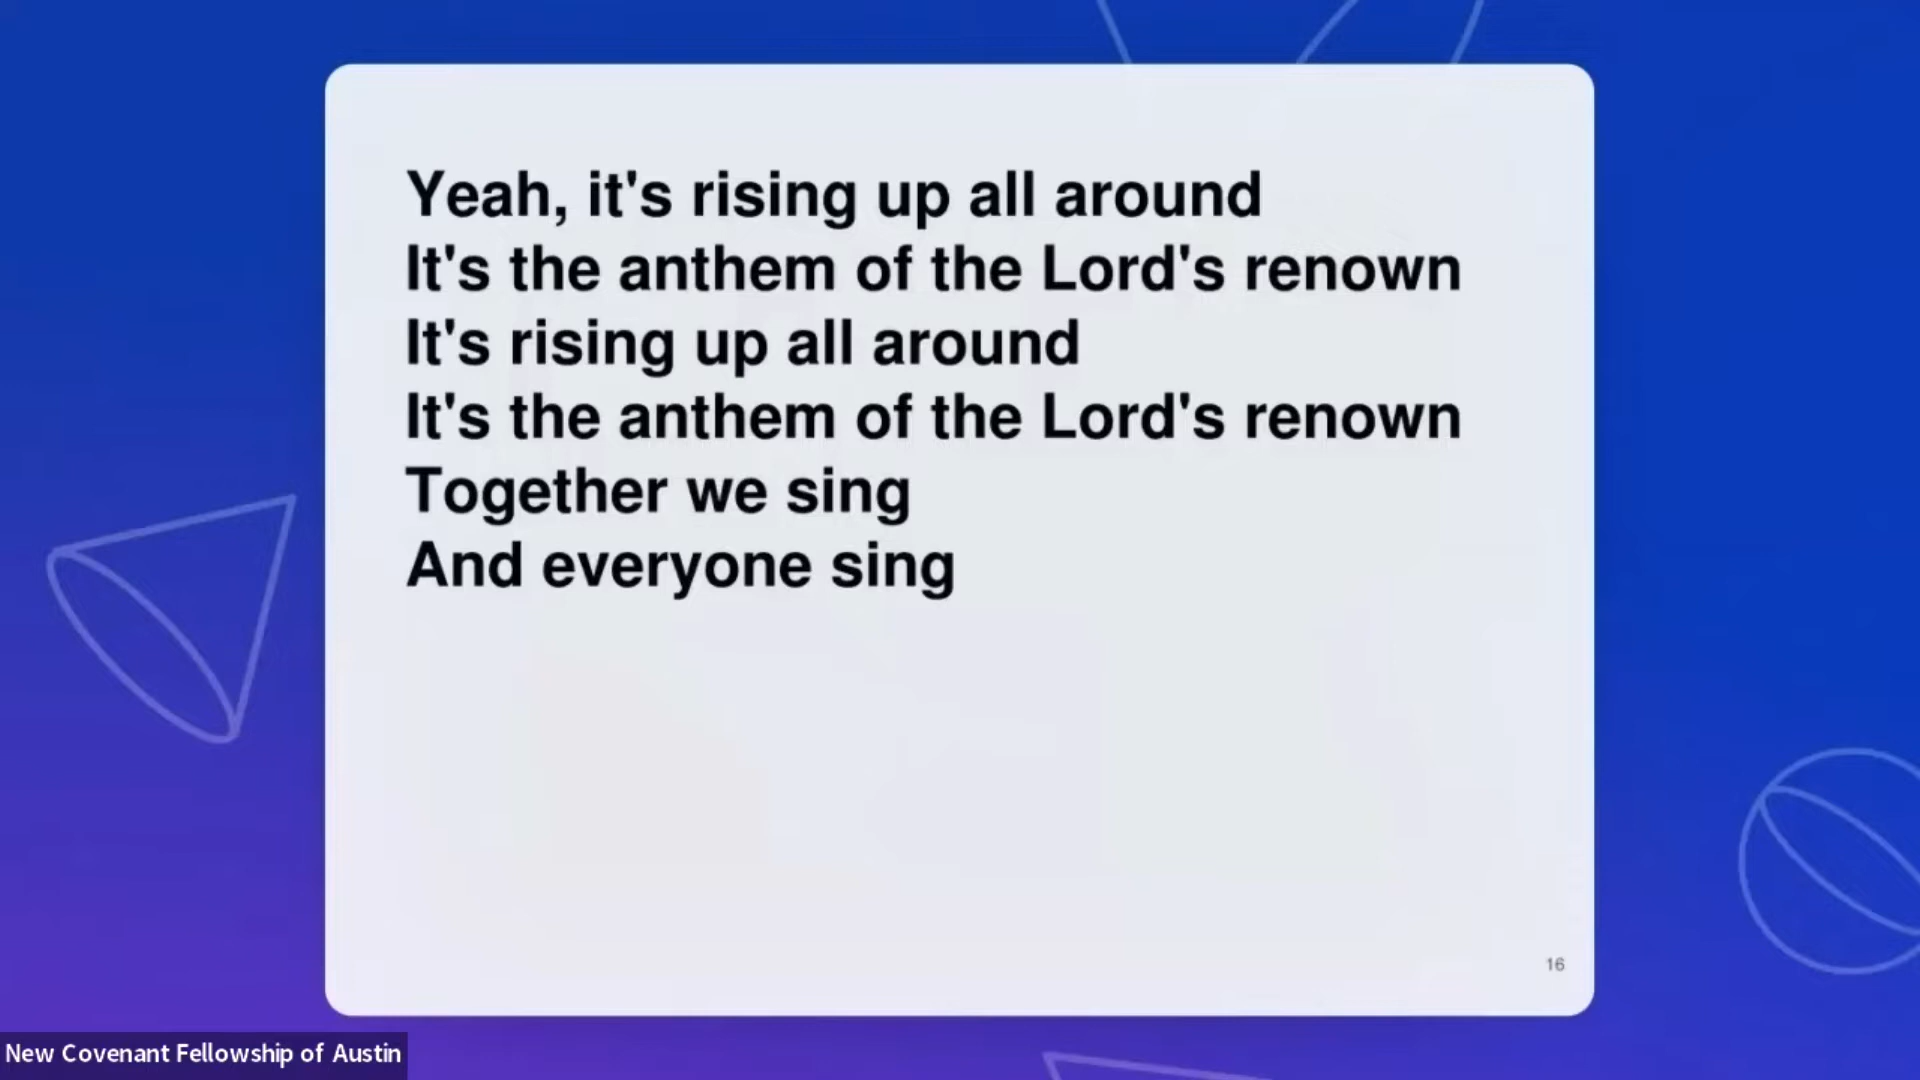 Yeah, it's rising up all around
It's the anthem of the Lord's renown
It's rising up all around
It's the anthem of the Lord's renown
Together we sing
And everyone sing
16
New Covenant Fellowship of Austin